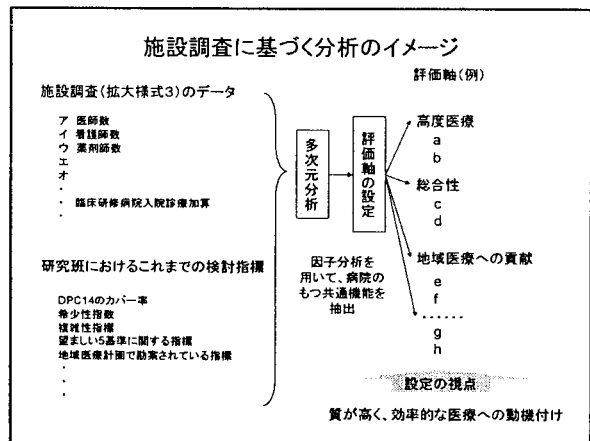 施設調査に基づく分析のイメージ
評価軸(例)
施設調査(拡大様式3)のデータ
ア 医師数
イ 看護師数
ウ 薬剤師数
エ
オ
・
・ 臨床研修病院入院診療加算
・
研究班におけるこれまでの検討指標
DPC14のカバー率
希少性指数
複雑性指標
望ましい5基準に関する指標
地域医療計画で勘案されている指標
・
・
・
多次元分析
評価軸の設定
因子分析を
用いて、病院の
もつ共通機能を
抽出
高度医療
a
b
総合性
c
d
地域医療への貢献
e
f
・・・・・・
g
h
設定の視点
質が高く、効率的な医療への動機付け